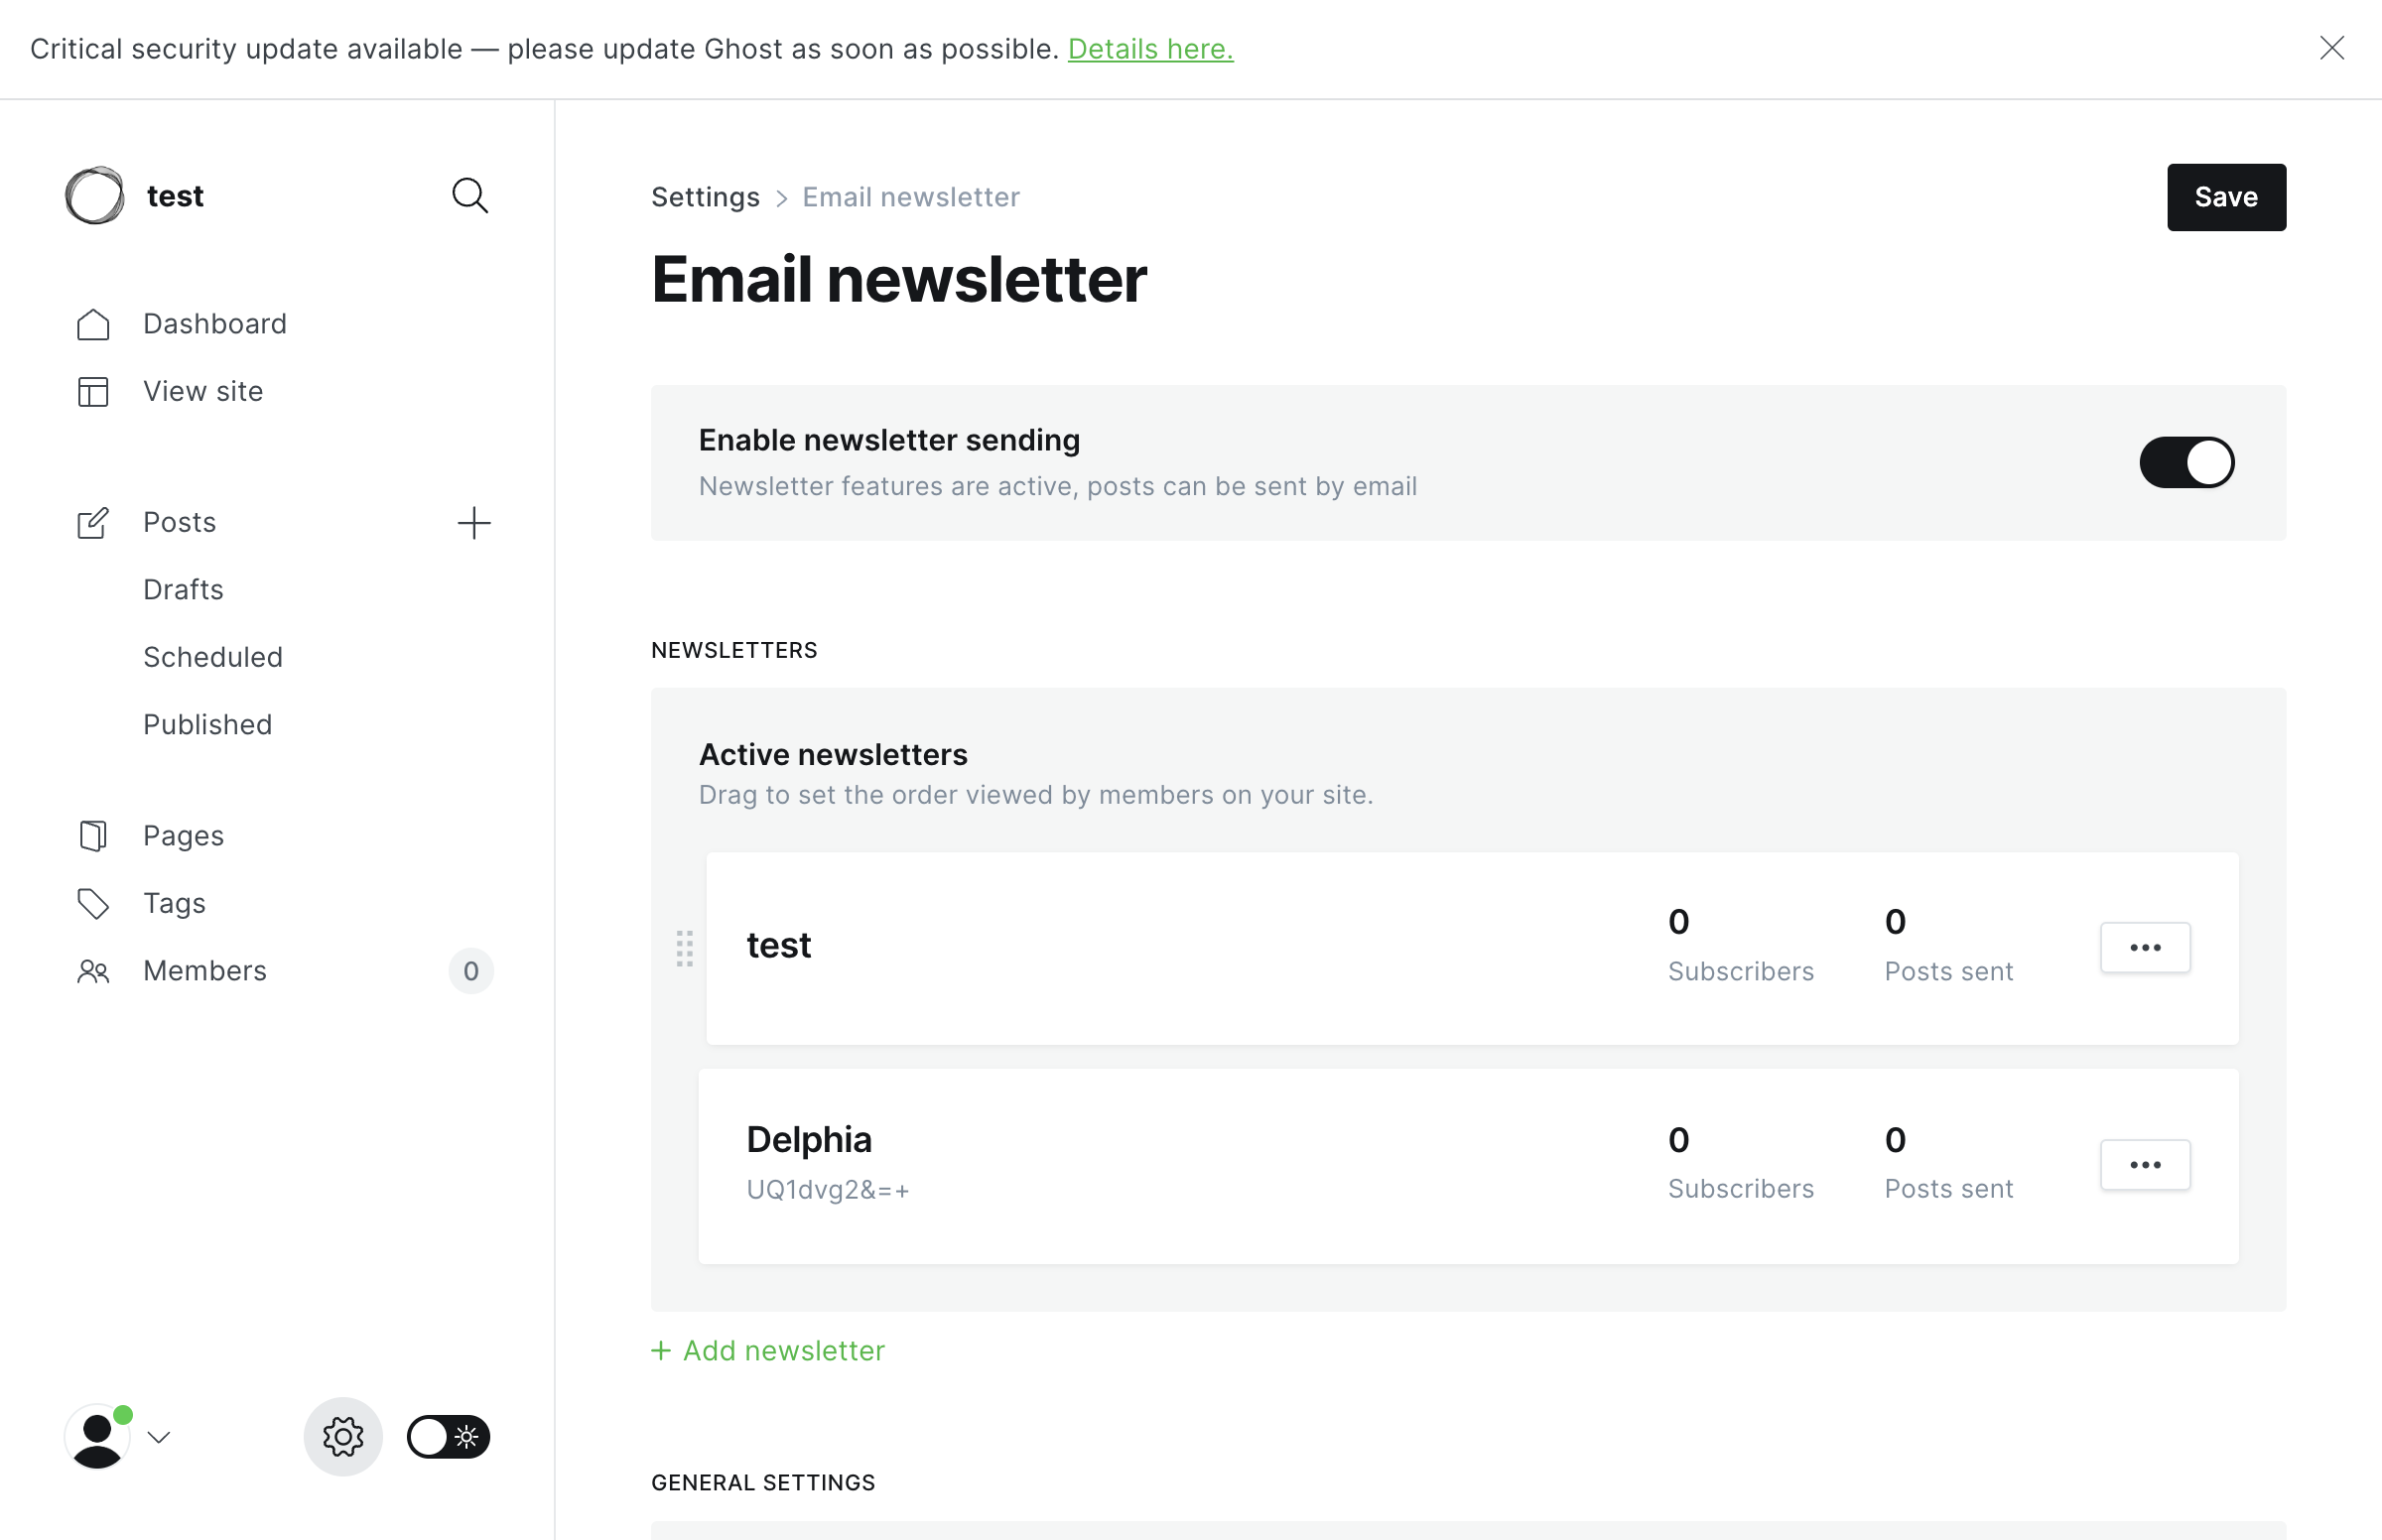 Critical security update available — please update Ghost as soon as possible. Details here.
test
Dashboard
View site
Posts
Drafts
Scheduled
Published
Pages
Tags
Members
0
Settings > Email newsletter
Save
Email newsletter
Enable newsletter sending
Newsletter features are active, posts can be sent by email
NEWSLETTERS
Active newsletters
Drag to set the order viewed by members on your site.
test
0
Subscribers
0
Posts sent
Delphia
UQ1dvg2&=+
0
Subscribers
0
Posts sent
+ Add newsletter
GENERAL SETTINGS